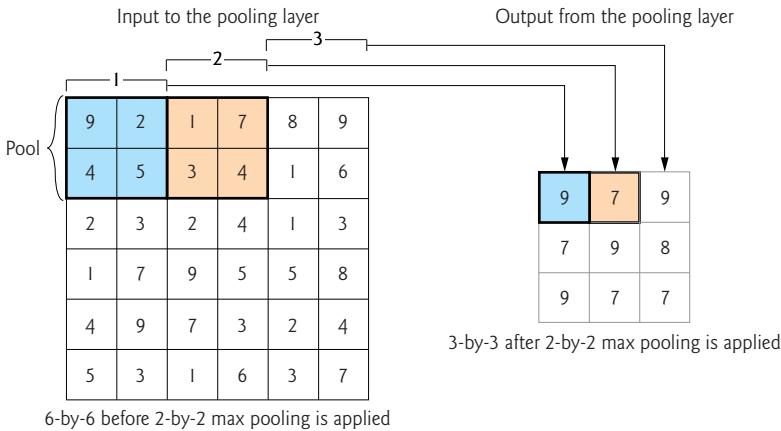 Input to the pooling layer
Output from the pooling layer
3
2
1
Pool
9 2 1 7 8 9
4 5 3 4 1 6
2 3 2 4 1 3
1 7 9 5 5 8
4 9 7 3 2 4
5 3 1 6 3 7
9 7 9
7 9 8
9 7 7
3-by-3 after 2-by-2 max pooling is applied
6-by-6 before 2-by-2 max pooling is applied